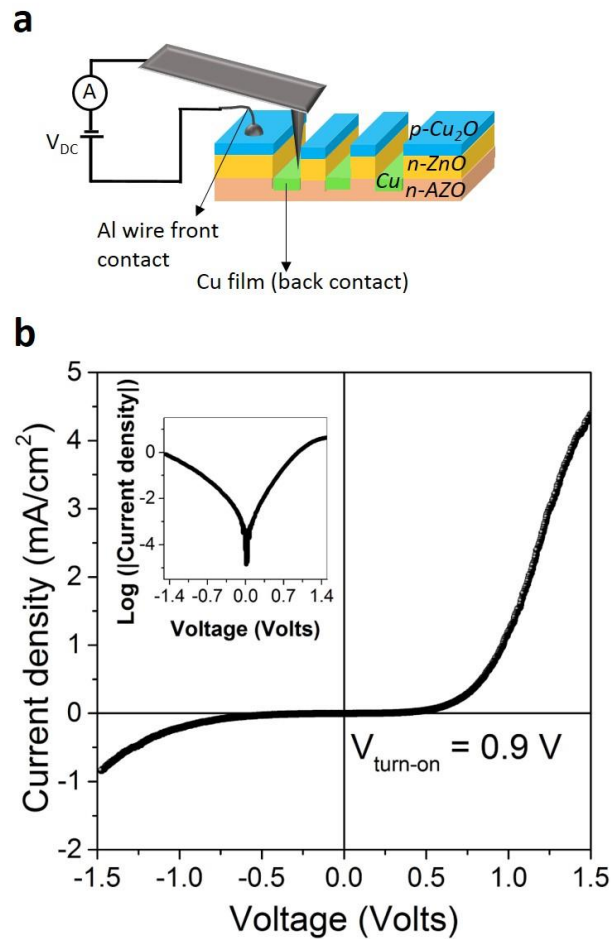 a
A
V_DC
p-Cu₂O
n-ZnO
Cu
n-AZO
Al wire front
contact
Cu film (back contact)
b
Current density (mA/cm²)
5
4
3
2
1
0
-1
-2
-1.5 -1.0 -0.5 0.0 0.5 1.0 1.5
Voltage (Volts)
V_turn-on = 0.9 V
Log (|Current density|)
0
-2
-4
-1.4 -0.7 0.0 0.7 1.4
Voltage (Volts)